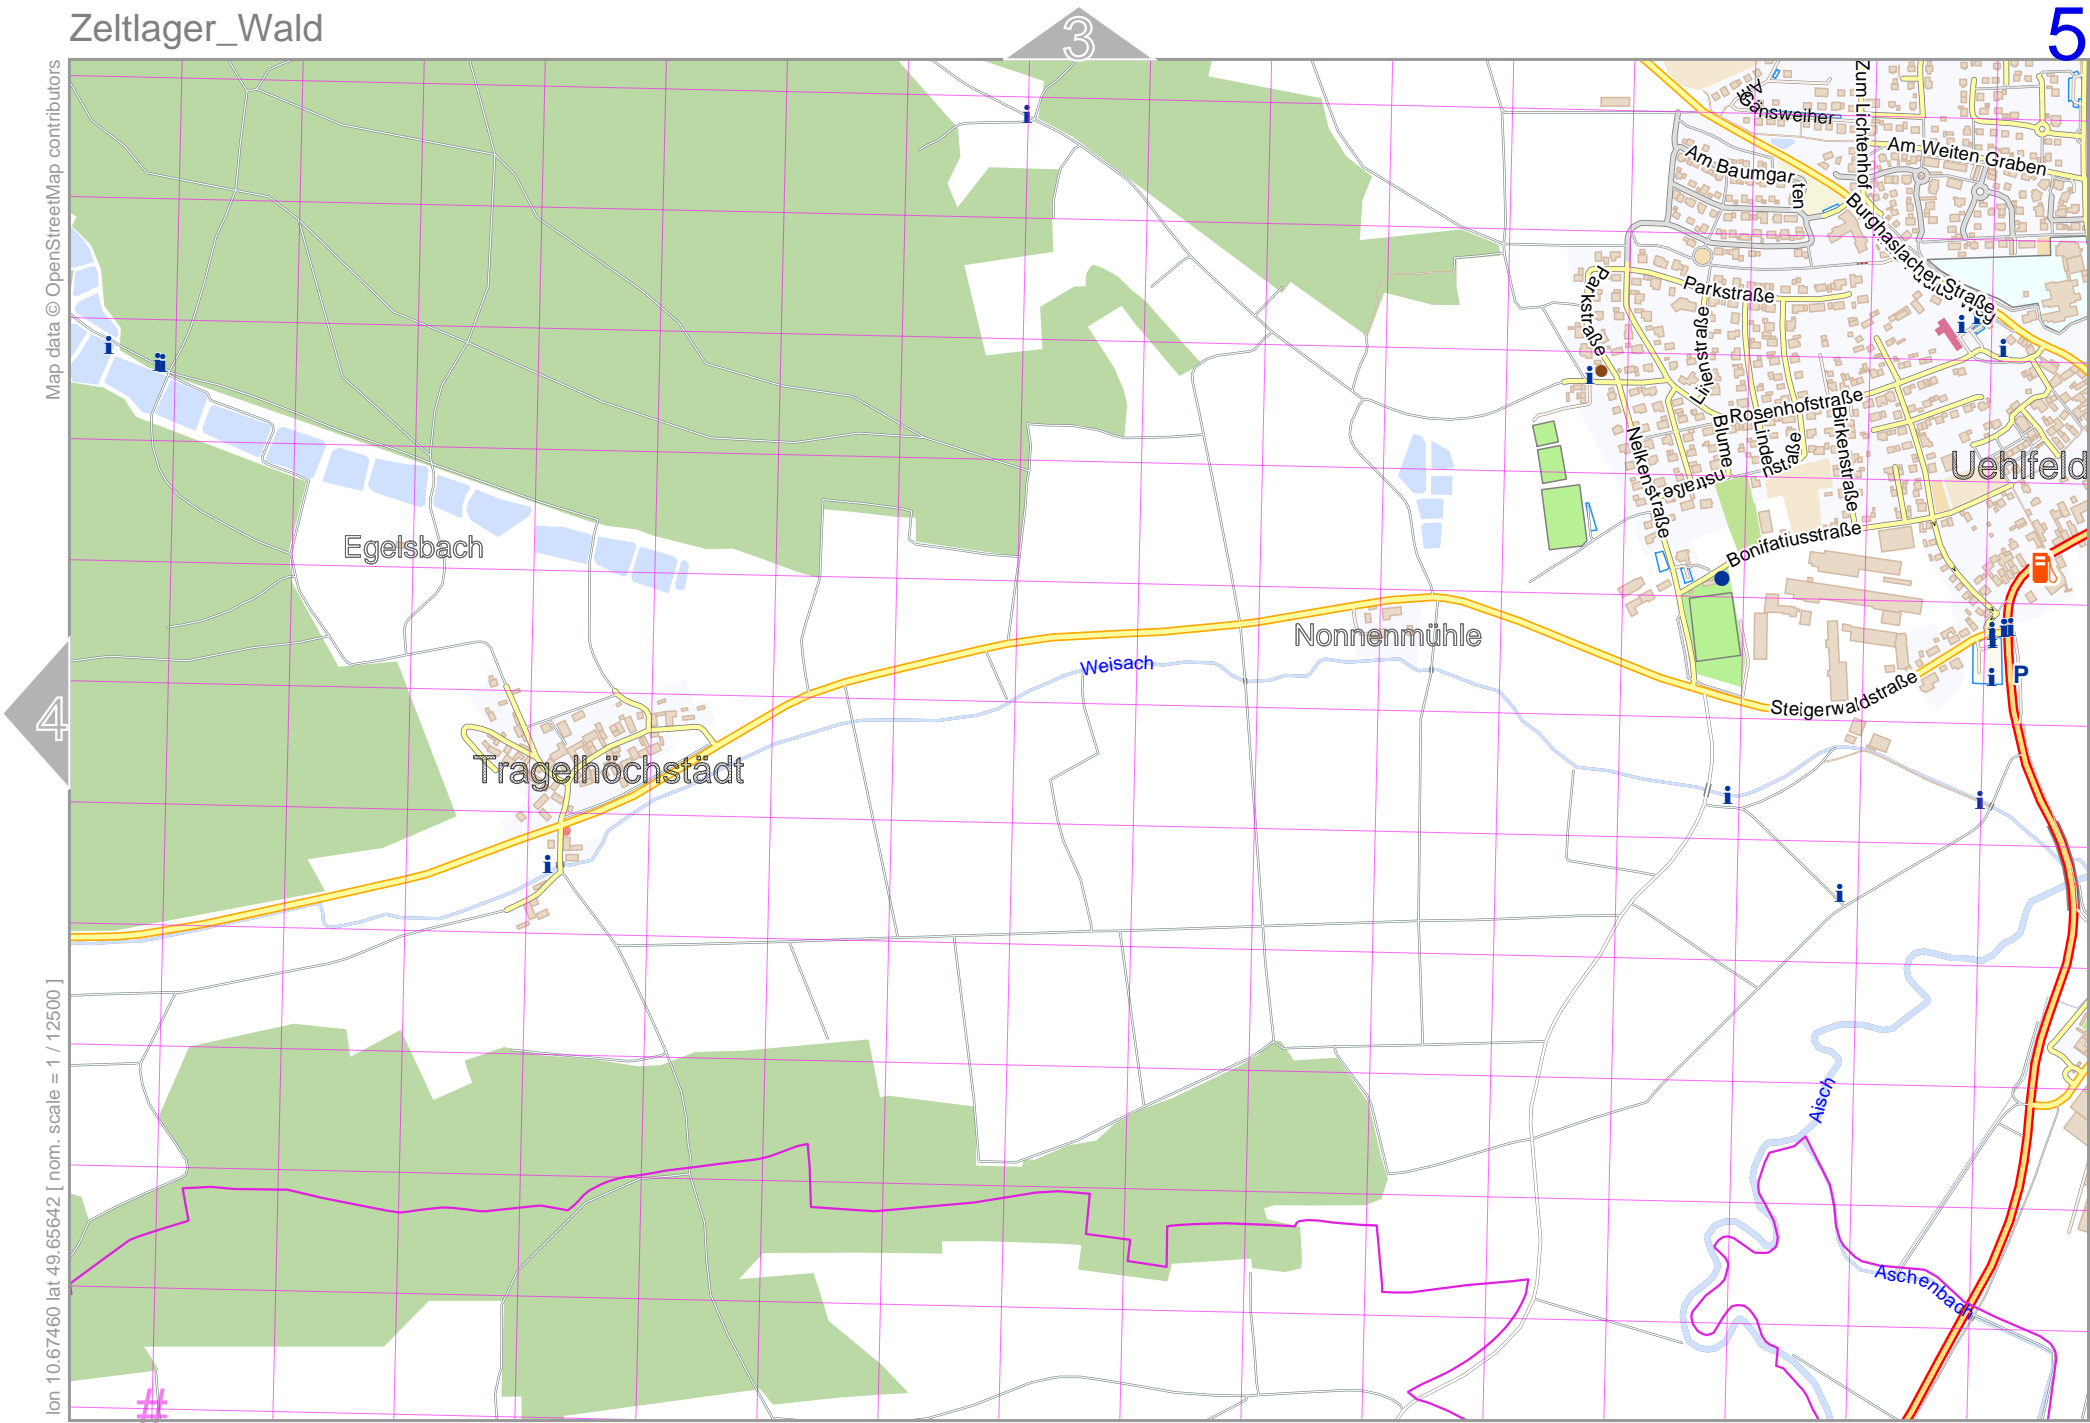 Zeltlager_Wald
3
5
Map data © OpenStreetMap contributors
Zum Lichtenhof
Gänsweiher
Am Weiten Graben
Am Baumgarten
Burghaslacher Straße
Parkstraße
Parkstraße
Lilienstraße
Rosenhofstraße
Birkenstraße
Nelkenstraße
Uehlfeld
Bonifatiusstraße
Egelsbach
Nonnenmühle
Weisach
Steigerwaldstraße
P
4
Tragelhöchstädt
Aisch
Aschenbach
lon 10.67460 lat 49.65642 [ nom. scale = 1 / 12500 ]
#